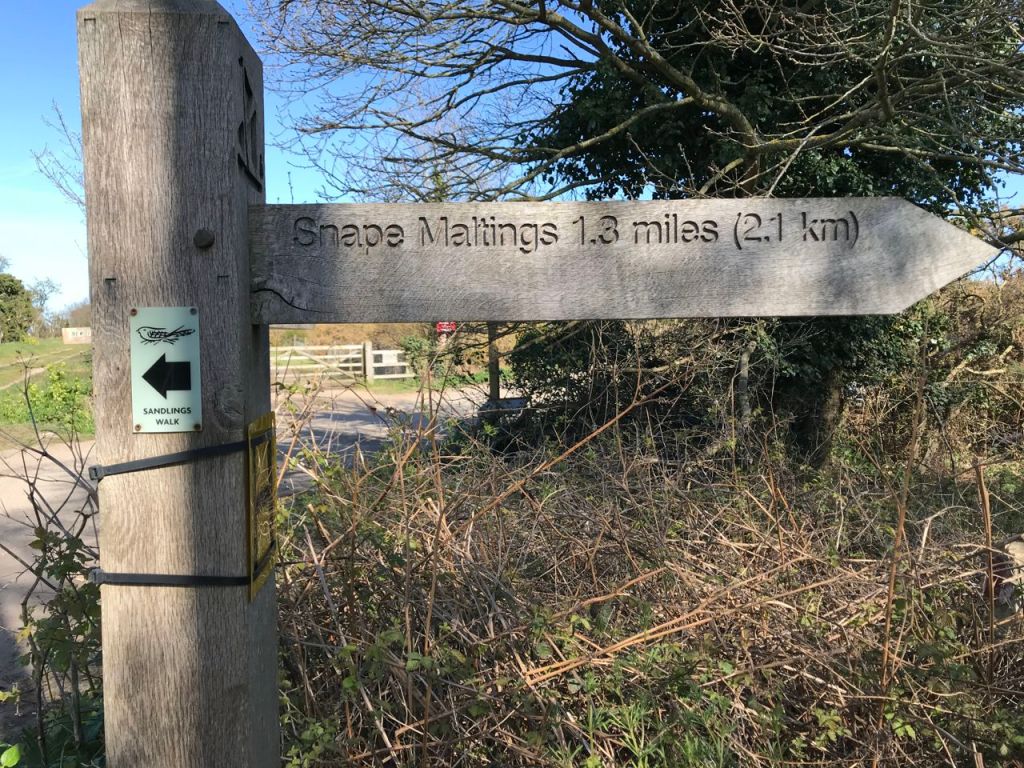 Snape Maltings 1.3 miles (2.1 km)
SANDLINGS
WALK